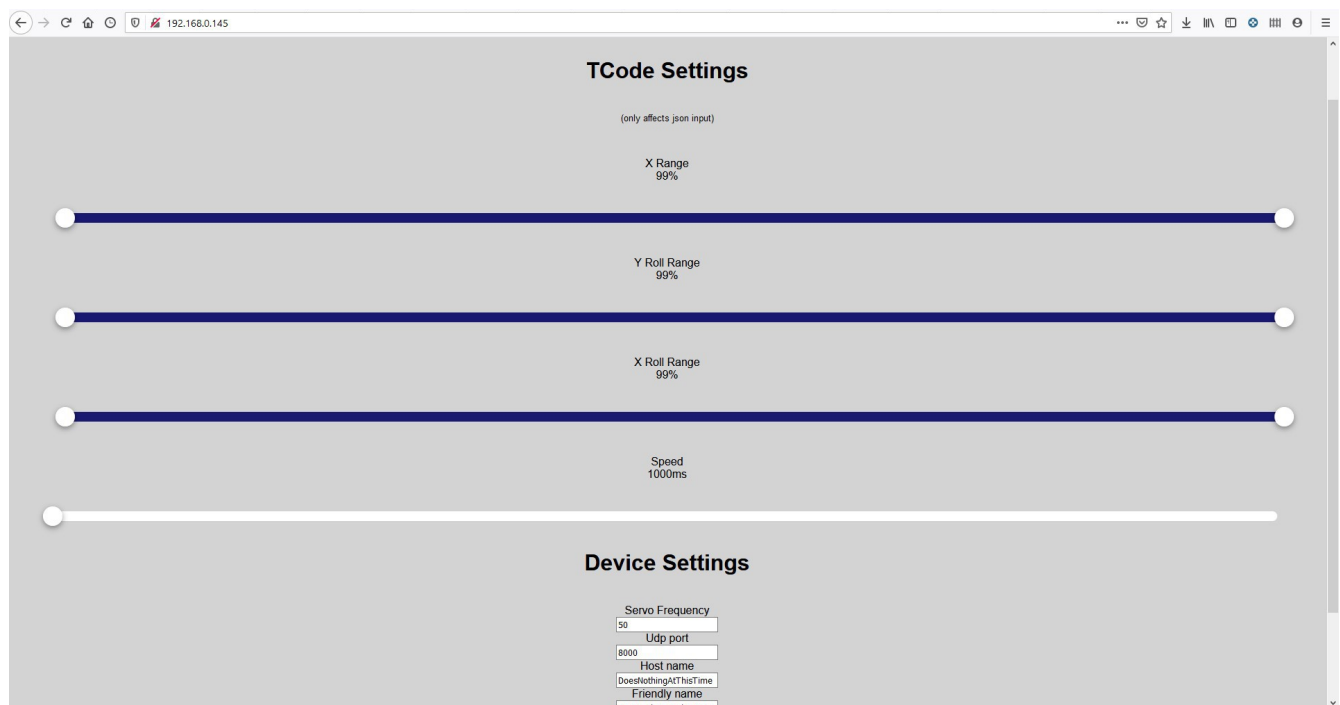 192.168.0.145
TCode Settings
(only affects json input)
X Range
99%
Y Roll Range
99%
X Roll Range
99%
Speed
1000ms
Device Settings
Servo Frequency
50
Udp port
8000
Host name
DoesNothingAtThisTime
Friendly name